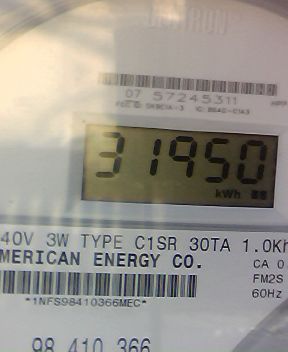 07 57245311
31950
kWh
40V 3W TYPE C1SR 30TA 1.0Kh
MERICAN ENERGY CO.
CA 0
FM2S
60Hz
*1NFS98410366MEC*
98 410 366